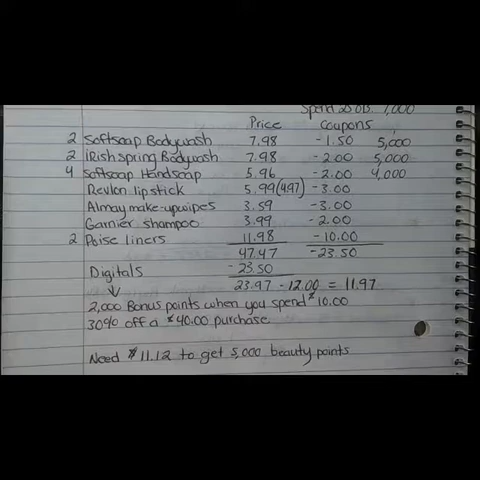 Spend 20.013 1,000
Price Coupons
2 Softsoap Bodywash 7.98 -1.50 5,000
2 IRish spring Bodywash 7.98 -2.00 5,000
4 Softsoap Handsoap 5.96 -2.00 4,000
Revlon lipstick 5.99(4.97) -3.00
Almay make-upwipes 3.59 -3.00
Garnier shampoo 3.99 -2.00
2 Poise liners 11.98 -10.00
47.47 -23.50
Digitals -23.50
23.97 - 12.00 = 11.97
2,000 Bonus points when you spend $10.00
30% off a $40.00 purchase
Need $11.12 to get 5,000 beauty points